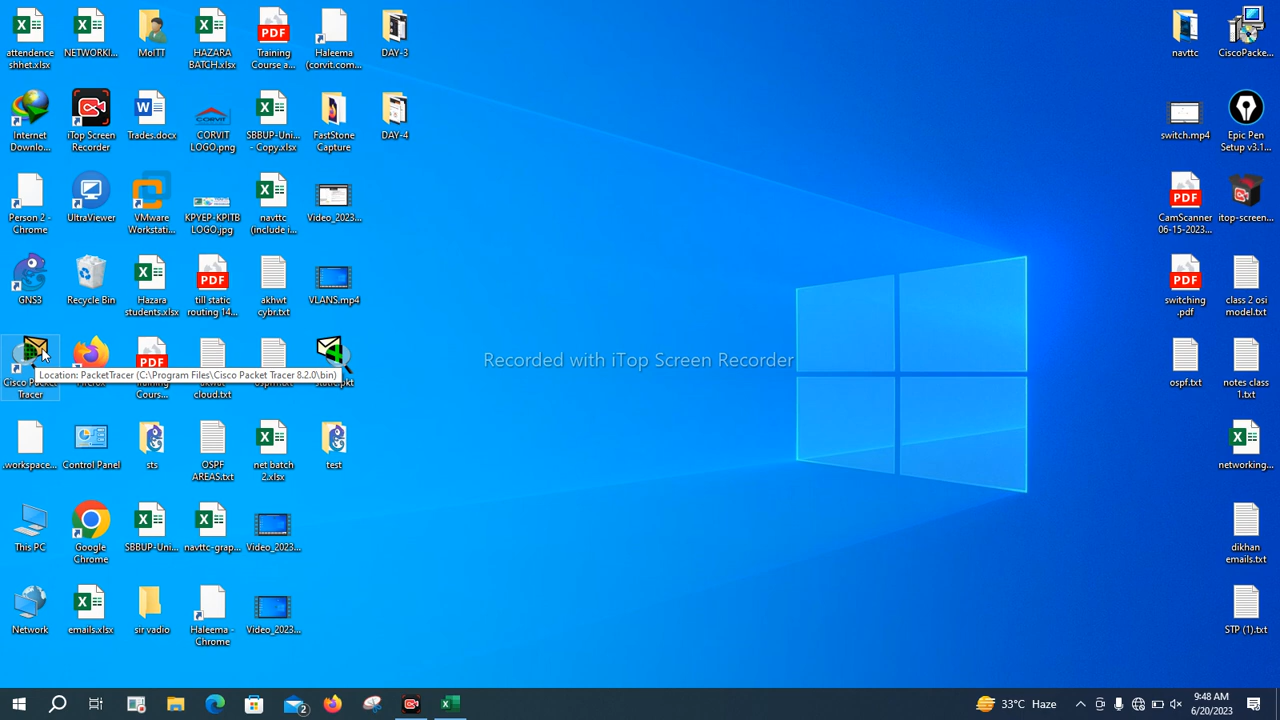 attendence
shhet.xlsx
NETWORKI...
MoITT
HAZARA
BATCH.xlsx
Training
Course a...
Haleema
(corvit.com...
DAY-3
navttc
CiscoPacke...
Internet
Downlo...
iTop Screen
Recorder
Trades.docx
CORVIT
LOGO.png
SBBUP-Uni...
- Copy.xlsx
FastStone
Capture
DAY-4
switch.mp4
Epic Pen
Setup v3.1...
Person 2 -
Chrome
UltraViewer
VMware
Workstati...
KPYEP-KPITB
LOGO.jpg
navttc
(include i...
Video_2023...
CamScanner
06-15-2023...
itop-screen...
GNS3
Recycle Bin
Hazara
students.xlsx
till static
routing 14...
akhwt
cybr.txt
VLANS.mp4
switching
.pdf
class 2 osi
model.txt
Recorded with iTop Screen Recorder
Location: PacketTracer (C:\Program Files\Cisco Packet Tracer 8.2.0\bin)
Tracer
Cours...
cloud.txt
ospf.txt
notes class
1.txt
.workspace...
Control Panel
sts
OSPF
AREAS.txt
net batch
2.xlsx
test
networking...
This PC
Google
Chrome
SBBUP-Uni...
navttc-grap...
Video_2023...
dikhan
emails.txt
Network
emails.xlsx
sir vadio
Haleema -
Chrome
Video_2023...
STP (1).txt
2
33°C Haze
9:48 AM
6/20/2023